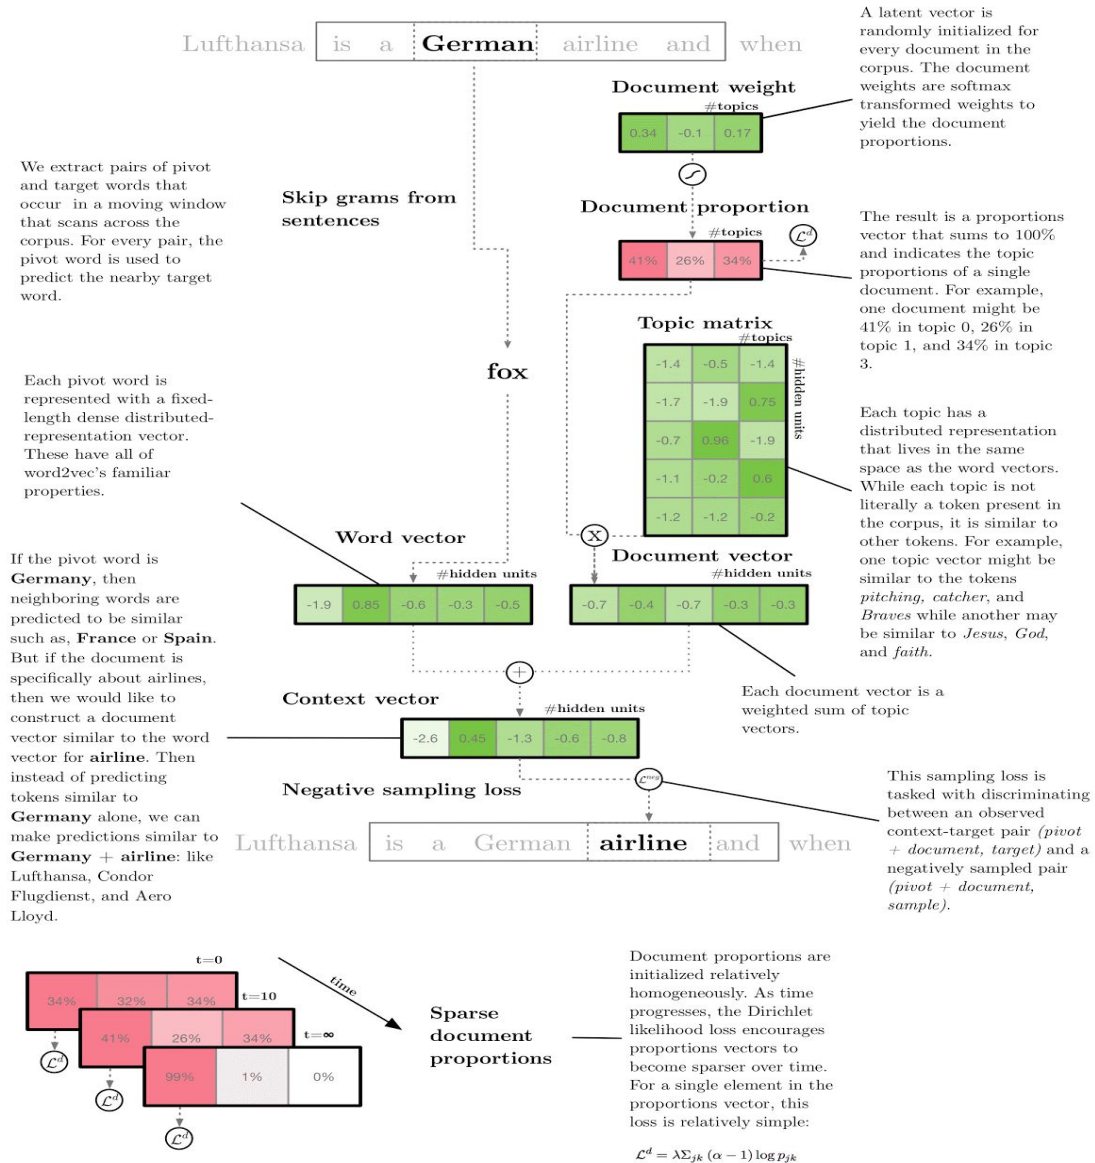 Lufthansa is a German airline and when
A latent vector is
randomly initialized for
every document in the
corpus. The document
weights are softmax
transformed weights to
yield the document
proportions.
Document weight
#topics
0.34 -0.1 0.17
We extract pairs of pivot
and target words that
occur in a moving window
that scans across the
corpus. For every pair, the
pivot word is used to
predict the nearby target
word.
Skip grams from
sentences
Document proportion
#topics
41% 26% 34%
ℒᵈ
The result is a proportions
vector that sums to 100%
and indicates the topic
proportions of a single
document. For example,
one document might be
41% in topic 0, 26% in
topic 1, and 34% in topic
3.
Topic matrix
#topics
#hidden units
-1.4 -0.5 -1.4
-1.7 -1.9 0.75
-0.7 0.96 -1.9
-1.1 -0.2 0.6
-1.2 -1.2 -0.2
fox
Each pivot word is
represented with a fixed-
length dense distributed-
representation vector.
These have all of
word2vec's familiar
properties.
Each topic has a
distributed representation
that lives in the same
space as the word vectors.
While each topic is not
literally a token present in
the corpus, it is similar to
other tokens. For example,
one topic vector might be
similar to the tokens
pitching, catcher, and
Braves while another may
be similar to Jesus, God,
and faith.
X
Word vector
#hidden units
-1.9 0.85 -0.6 -0.3 -0.5
Document vector
#hidden units
-0.7 -0.4 -0.7 -0.3 -0.3
If the pivot word is
Germany, then
neighboring words are
predicted to be similar
such as, France or Spain.
But if the document is
specifically about airlines,
then we would like to
construct a document
vector similar to the word
vector for airline. Then
instead of predicting
tokens similar to
Germany alone, we can
make predictions similar to
Germany + airline: like
Lufthansa, Condor
Flugdienst, and Aero
Lloyd.
+
Each document vector is a
weighted sum of topic
vectors.
Context vector
#hidden units
-2.6 0.45 -1.3 -0.6 -0.8
Negative sampling loss
ℒⁿᵉᵍ
This sampling loss is
tasked with discriminating
between an observed
context-target pair (pivot
+ document, target) and a
negatively sampled pair
(pivot + document,
sample).
Lufthansa is a German airline and when
t=0
34% 32% 34%
t=10
41% 26% 34%
t=∞
99% 1% 0%
ℒᵈ
ℒᵈ
ℒᵈ
time
Sparse
document
proportions
Document proportions are
initialized relatively
homogeneously. As time
progresses, the Dirichlet
likelihood loss encourages
proportions vectors to
become sparser over time.
For a single element in the
proportions vector, this
loss is relatively simple:
ℒᵈ = λΣjk (α − 1) log pjk